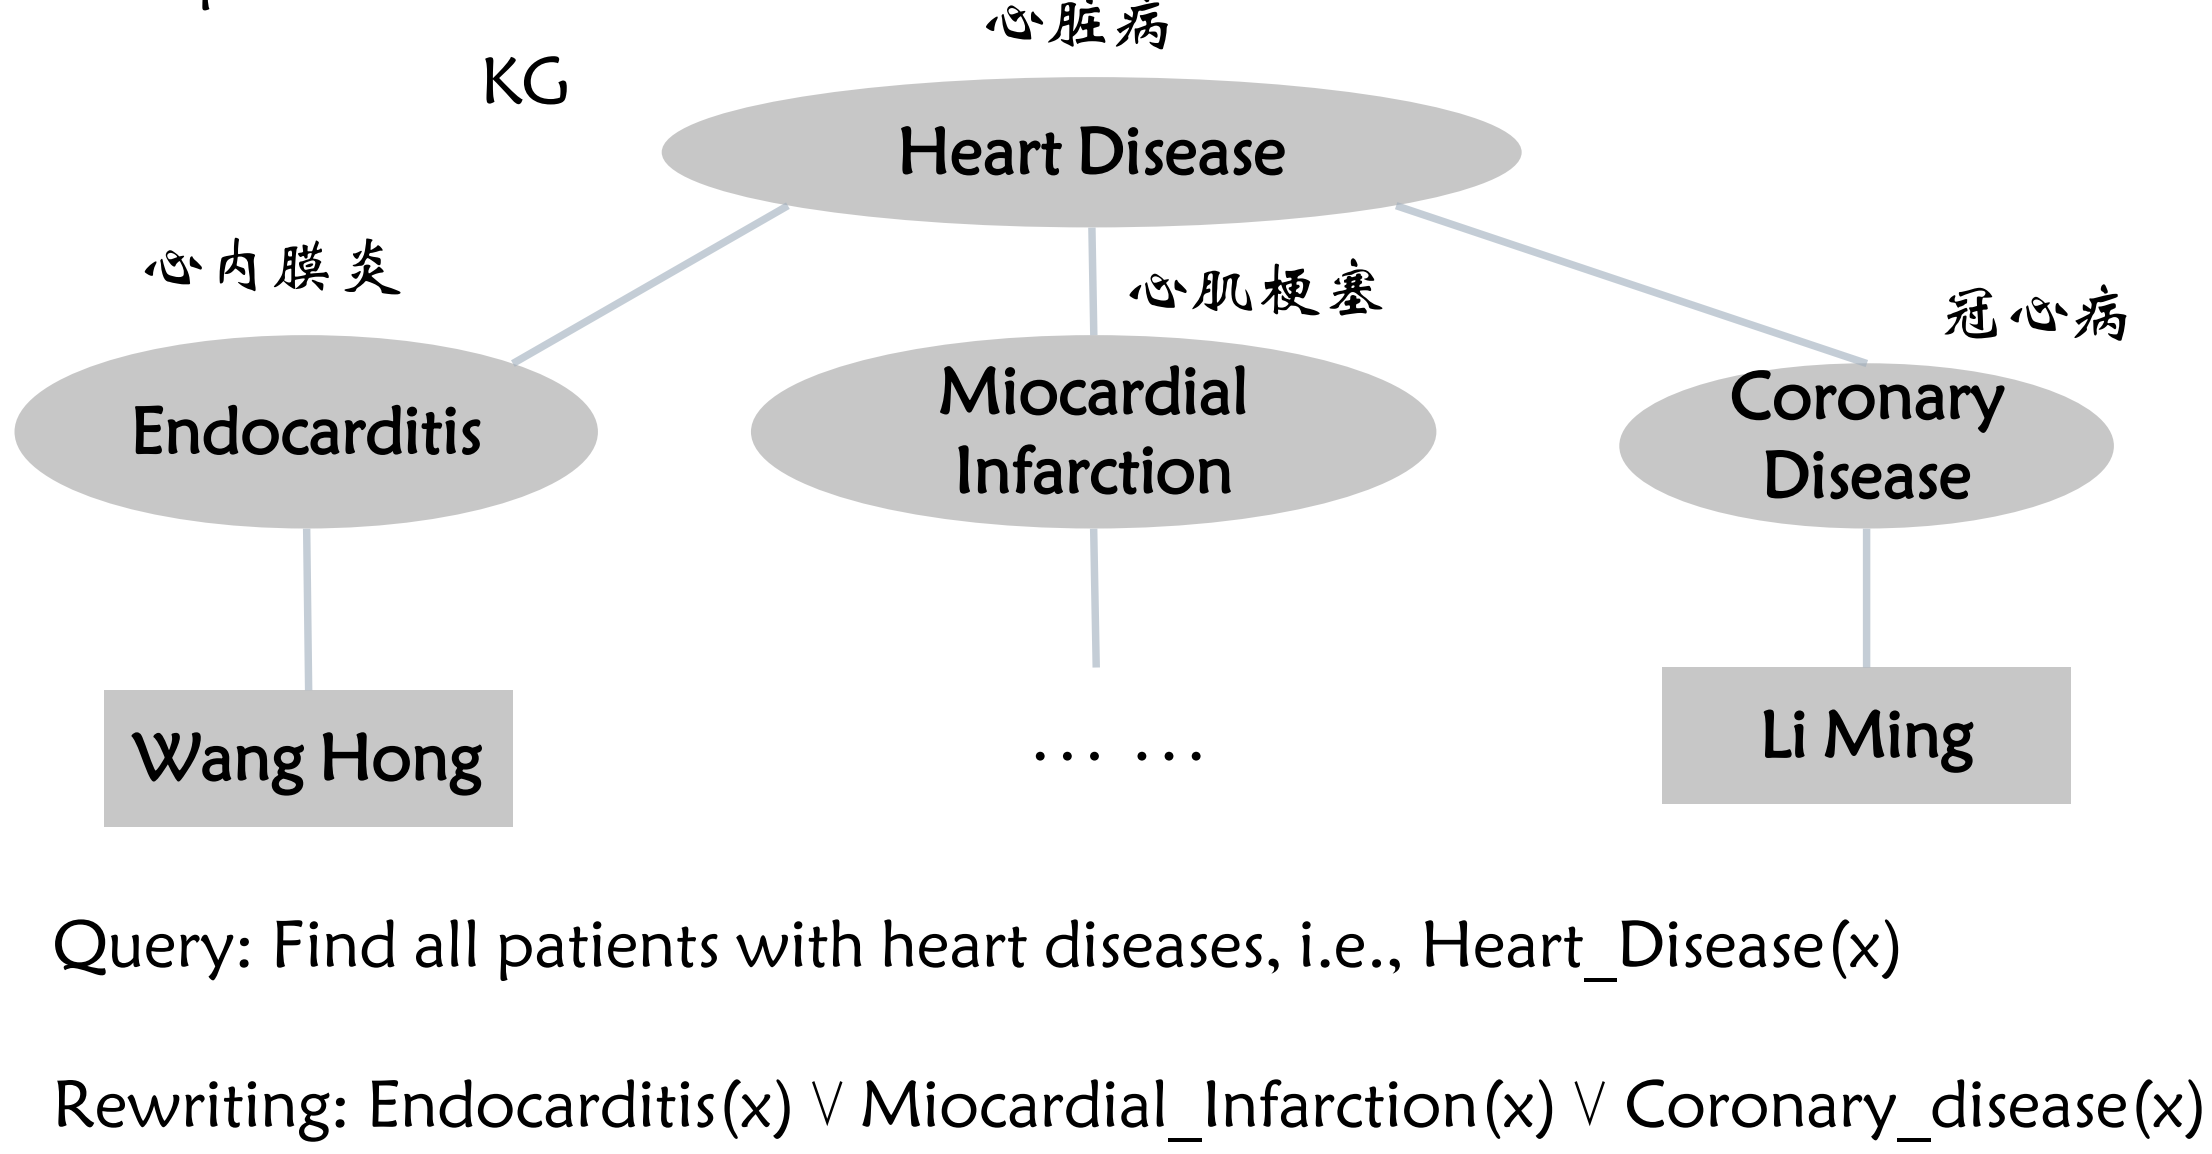 心脏病
KG
Heart Disease
心内膜炎
心肌梗塞
冠心病
Endocarditis
Miocardial
Infarction
Coronary
Disease
Wang Hong
... ...
Li Ming
Query: Find all patients with heart diseases, i.e., Heart_Disease(x)
Rewriting: Endocarditis(x) ∨ Miocardial_Infarction(x) ∨ Coronary_disease(x)